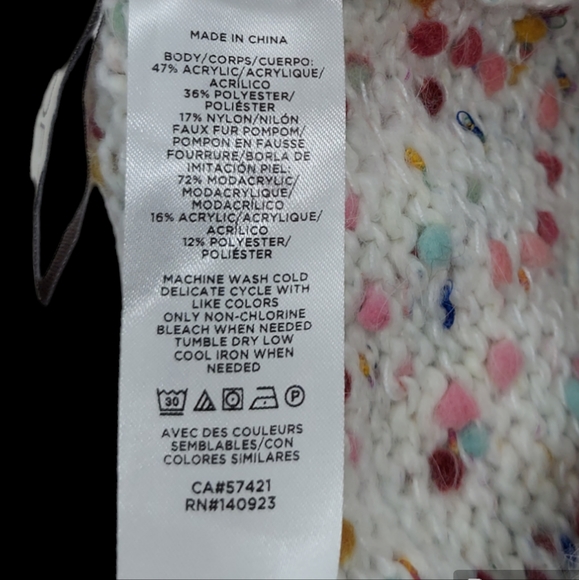 MADE IN CHINA
BODY/CORPS/CUERPO:
47% ACRYLIC/ACRYLIQUE/
ACRÍLICO
36% POLYESTER/
POLIÉSTER
17% NYLON/NILÓN
FAUX FUR POMPOM/
POMPON EN FAUSSE
FOURRURE/BORLA DE
IMITACIÓN PIEL:
72% MODACRYLIC/
MODACRYLIQUE/
MODACRÍLICO
16% ACRYLIC/ACRYLIQUE/
ACRÍLICO
12% POLYESTER/
POLIÉSTER
MACHINE WASH COLD
DELICATE CYCLE WITH
LIKE COLORS
ONLY NON-CHLORINE
BLEACH WHEN NEEDED
TUMBLE DRY LOW
COOL IRON WHEN
NEEDED
30 P
AVEC DES COULEURS
SEMBLABLES/CON
COLORES SIMILARES
CA#57421
RN#140923